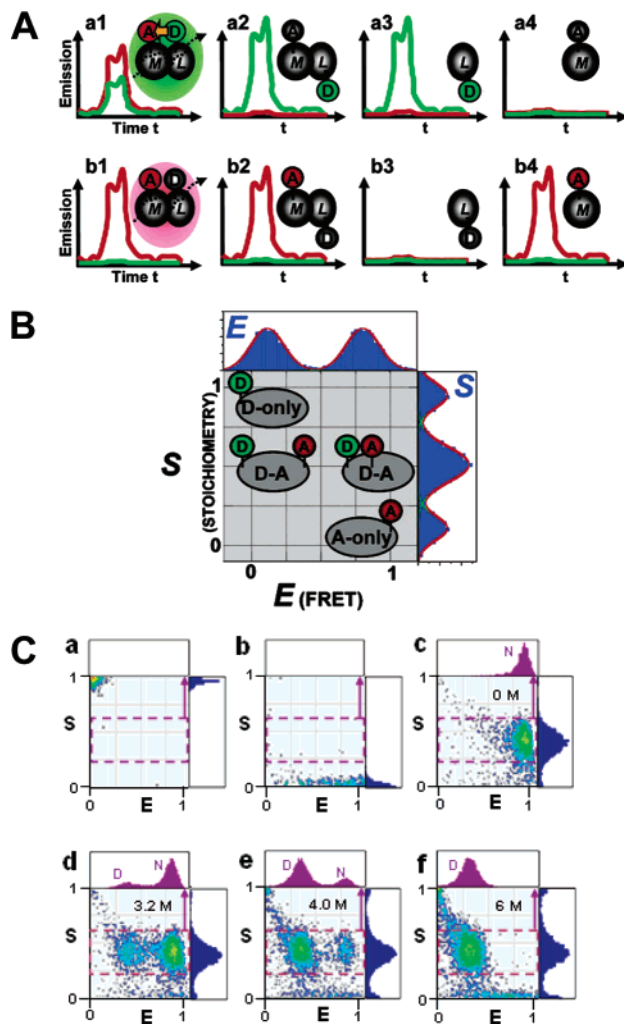 A
a1 a2 a3 a4
Emission
A D A A
M L M L L M
D D
Time t t t t
b1 b2 b3 b4
Emission
A D A A
M L M L L M
D D
Time t t t t
B
E
S
1
D
D-only
S
(STOICHIOMETRY)
D A D A
D-A D-A
A
A-only
0
0 1
E (FRET)
C
a b c
N
1 1 1
0 M
S S S
0 0 0
0 1 0 1 0 1
E E E
d e f
D N D N D
1 1 1
3.2 M 4.0 M 6 M
S S S
0 0 0
0 1 0 1 0 1
E E E